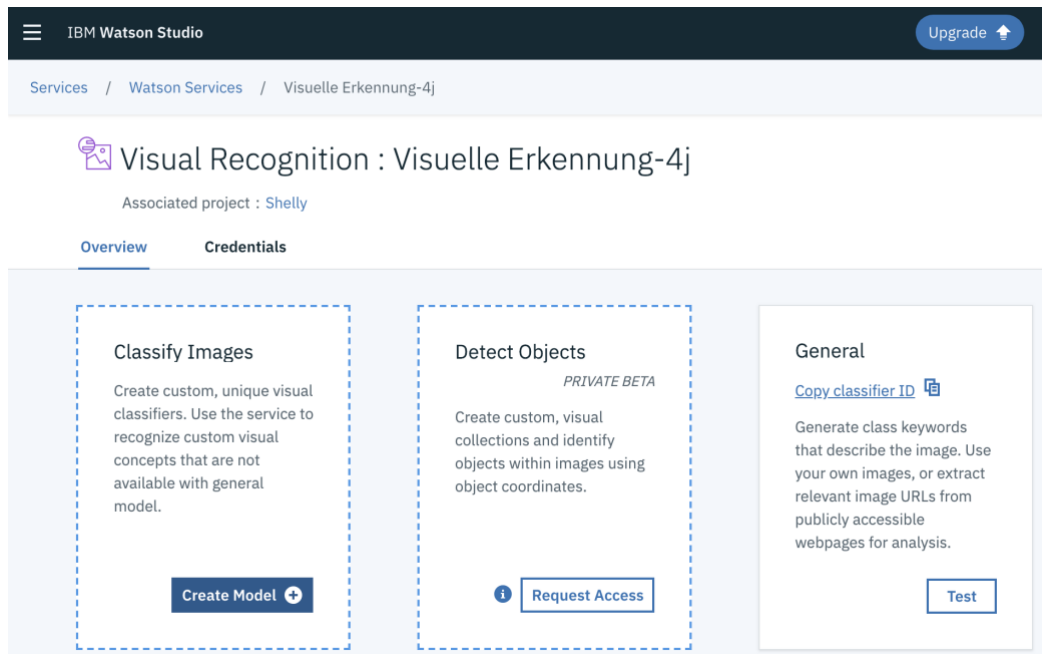 IBM Watson Studio
Upgrade
Services / Watson Services / Visuelle Erkennung-4j
Visual Recognition : Visuelle Erkennung-4j
Associated project : Shelly
Overview Credentials
Classify Images
Create custom, unique visual
classifiers. Use the service to
recognize custom visual
concepts that are not
available with general
model.
Create Model
Detect Objects
PRIVATE BETA
Create custom, visual
collections and identify
objects within images using
object coordinates.
Request Access
General
Copy classifier ID
Generate class keywords
that describe the image. Use
your own images, or extract
relevant image URLs from
publicly accessible
webpages for analysis.
Test